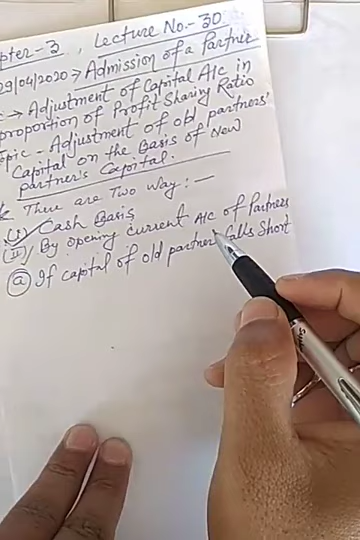 pter-3, Lecture No.-30
29/04/2020 → Admission of a Partner
c → Adjustment of Capital A/c in
proportion of Profit Sharing Ratio
opic - Adjustment of old partners'
Capital on the Basis of New
partner's Capital.
There are Two Way:—
(i) Cash Basis
(ii) By opening current A/c of Partners
(a) If capital of old partner falls Short